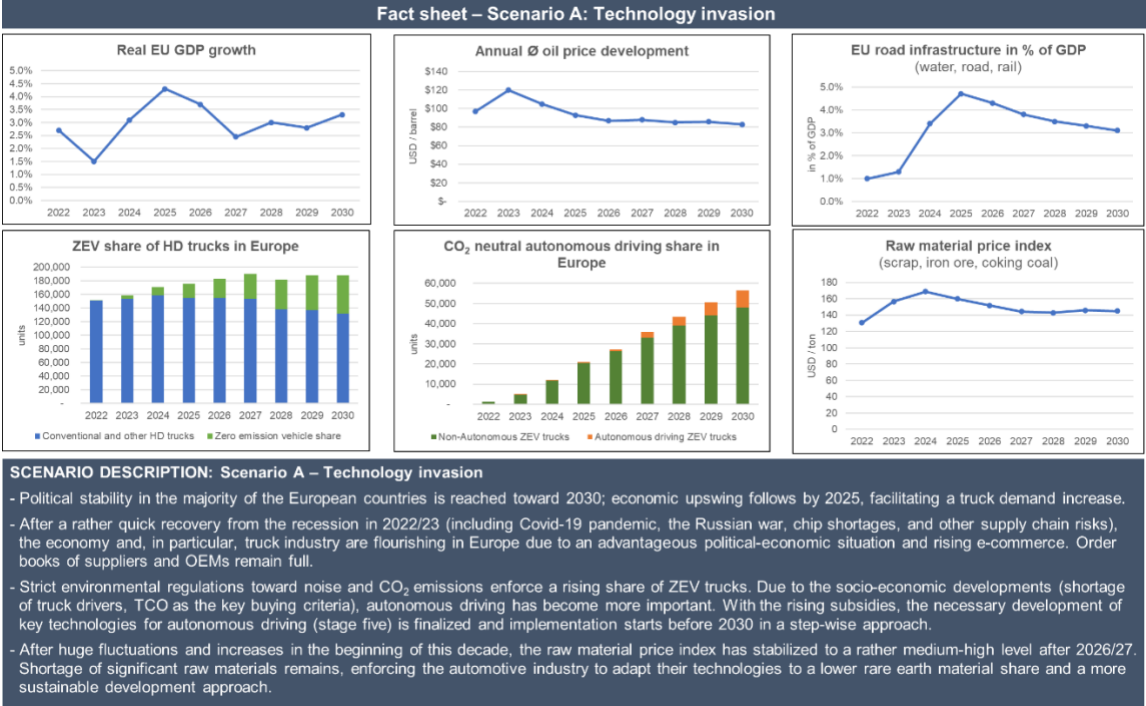 Fact sheet – Scenario A: Technology invasion
Real EU GDP growth
5.0%
4.5%
4.0%
3.5%
3.0%
2.5%
2.0%
1.5%
1.0%
0.5%
0.0%
2022 2023 2024 2025 2026 2027 2028 2029 2030
Annual Ø oil price development
USD / barrel
$140
$120
$100
$80
$60
$40
$20
$-
2022 2023 2024 2025 2026 2027 2028 2029 2030
EU road infrastructure in % of GDP
(water, road, rail)
in % of GDP
5.0%
4.0%
3.0%
2.0%
1.0%
0.0%
2022 2023 2024 2025 2026 2027 2028 2029 2030
ZEV share of HD trucks in Europe
units
200,000
180,000
160,000
140,000
120,000
100,000
80,000
60,000
40,000
20,000
-
2022 2023 2024 2025 2026 2027 2028 2029 2030
Conventional and other HD trucks Zero emission vehicle share
CO₂ neutral autonomous driving share in
Europe
units
60,000
50,000
40,000
30,000
20,000
10,000
-
2022 2023 2024 2025 2026 2027 2028 2029 2030
Non-Autonomous ZEV trucks Autonomous driving ZEV trucks
Raw material price index
(scrap, iron ore, coking coal)
USD / ton
180
160
140
120
100
80
60
40
20
0
2022 2023 2024 2025 2026 2027 2028 2029 2030
SCENARIO DESCRIPTION: Scenario A – Technology invasion
- Political stability in the majority of the European countries is reached toward 2030; economic upswing follows by 2025, facilitating a truck demand increase.
- After a rather quick recovery from the recession in 2022/23 (including Covid-19 pandemic, the Russian war, chip shortages, and other supply chain risks),
the economy and, in particular, truck industry are flourishing in Europe due to an advantageous political-economic situation and rising e-commerce. Order
books of suppliers and OEMs remain full.
- Strict environmental regulations toward noise and CO₂ emissions enforce a rising share of ZEV trucks. Due to the socio-economic developments (shortage
of truck drivers, TCO as the key buying criteria), autonomous driving has become more important. With the rising subsidies, the necessary development of
key technologies for autonomous driving (stage five) is finalized and implementation starts before 2030 in a step-wise approach.
- After huge fluctuations and increases in the beginning of this decade, the raw material price index has stabilized to a rather medium-high level after 2026/27.
Shortage of significant raw materials remains, enforcing the automotive industry to adapt their technologies to a lower rare earth material share and a more
sustainable development approach.